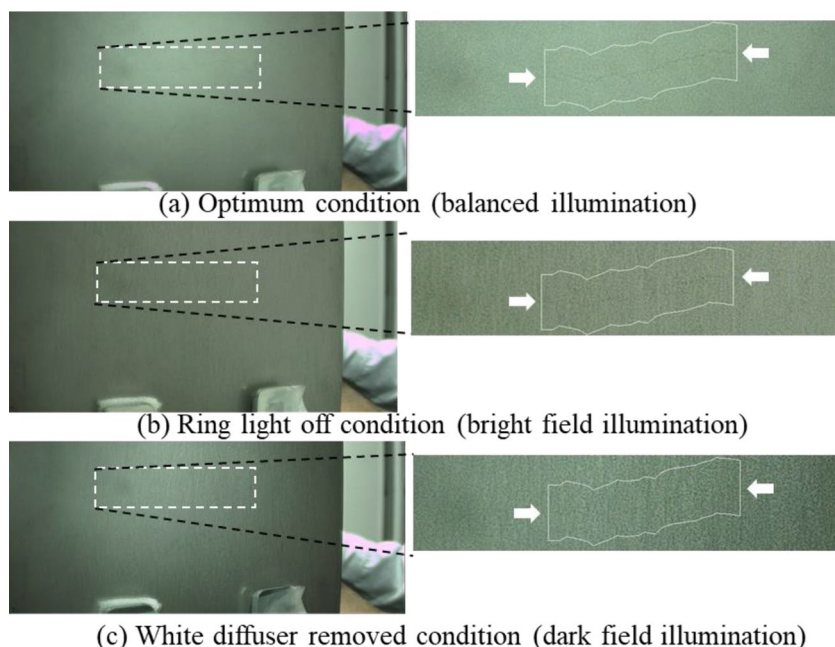 (a) Optimum condition (balanced illumination)
(b) Ring light off condition (bright field illumination)
(c) White diffuser removed condition (dark field illumination)